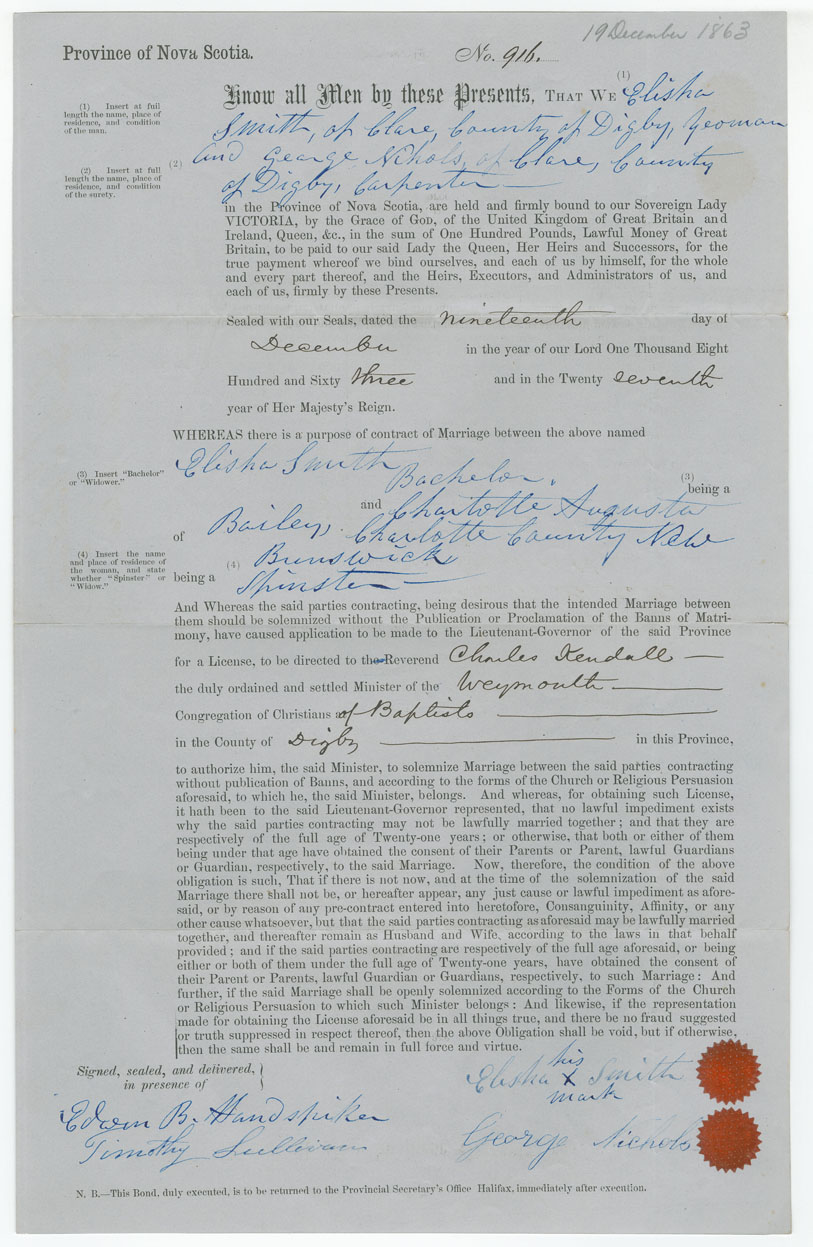 19 December 1863
Province of Nova Scotia.
No. 916.
(1)
Know all Men by these Presents, THAT WE Elisha
(1) Insert at full
length the name, place of
residence, and condition
of the man.
Smith, of Clare, County of Digby, Yeoman
(2) and George Nichols, of Clare, County
(2) Insert at full
length the name, place of
residence, and condition
of the surety.
of Digby, Carpenter
in the Province of Nova Scotia, are held and firmly bound to our Sovereign Lady
VICTORIA, by the Grace of GOD, of the United Kingdom of Great Britain and
Ireland, Queen, &c., in the sum of One Hundred Pounds, Lawful Money of Great
Britain, to be paid to our said Lady the Queen, Her Heirs and Successors, for the
true payment whereof we bind ourselves, and each of us by himself, for the whole
and every part thereof, and the Heirs, Executors, and Administrators of us, and
each of us, firmly by these Presents.
Sealed with our Seals, dated the nineteenth day of
December in the year of our Lord One Thousand Eight
Hundred and Sixty three and in the Twenty seventh
year of Her Majesty's Reign.
WHEREAS there is a purpose of contract of Marriage between the above named
Elisha Smith
(3) Insert "Bachelor"
or "Widower."
Bachelor. (3)
being a
and Charlotte Augusta
of Bailey, Charlotte County New
(4) Insert the name
and place of residence of
the woman, and state
whether "Spinster" or
"Widow."
(4) Brunswick
being a Spinster
And Whereas the said parties contracting, being desirous that the intended Marriage between
them should be solemnized without the Publication or Proclamation of the Banns of Matri-
mony, have caused application to be made to the Lieutenant-Governor of the said Province
for a License, to be directed to the Reverend Charles Kendall
the duly ordained and settled Minister of the Weymouth
Congregation of Christians of Baptists
in the County of Digby in this Province,
to authorize him, the said Minister, to solemnize Marriage between the said parties contracting
without publication of Banns, and according to the forms of the Church or Religious Persuasion
aforesaid, to which he, the said Minister, belongs. And whereas, for obtaining such License,
it hath been to the said Lieutenant-Governor represented, that no lawful impediment exists
why the said parties contracting may not be lawfully married together; and that they are
respectively of the full age of Twenty-one years; or otherwise, that both or either of them
being under that age have obtained the consent of their Parents or Parent, lawful Guardians
or Guardian, respectively, to the said Marriage. Now, therefore, the condition of the above
obligation is such, That if there is not now, and at the time of the solemnization of the said
Marriage there shall not be, or hereafter appear, any just cause or lawful impediment as afore-
said, or by reason of any pre-contract entered into heretofore, Consanguinity, Affinity, or any
other cause whatsoever, but that the said parties contracting as aforesaid may be lawfully married
together, and thereafter remain as Husband and Wife, according to the laws in that behalf
provided; and if the said parties contracting are respectively of the full age aforesaid, or being
either or both of them under the full age of Twenty-one years, have obtained the consent of
their Parent or Parents, lawful Guardian or Guardians, respectively, to such Marriage: And
further, if the said Marriage shall be openly solemnized according to the Forms of the Church
or Religious Persuasion to which such Minister belongs: And likewise, if the representation
made for obtaining the License aforesaid be in all things true, and there be no fraud suggested
or truth suppressed in respect thereof, then the above Obligation shall be void, but if otherwise,
then the same shall be and remain in full force and virtue.
Signed, sealed, and delivered,
in presence of
his
Elisha X Smith
mark
Edwin B. Handspiker
Timothy Sullivan
George Nichols
N. B.—This Bond, duly executed, is to be returned to the Provincial Secretary's Office Halifax, immediately after execution.